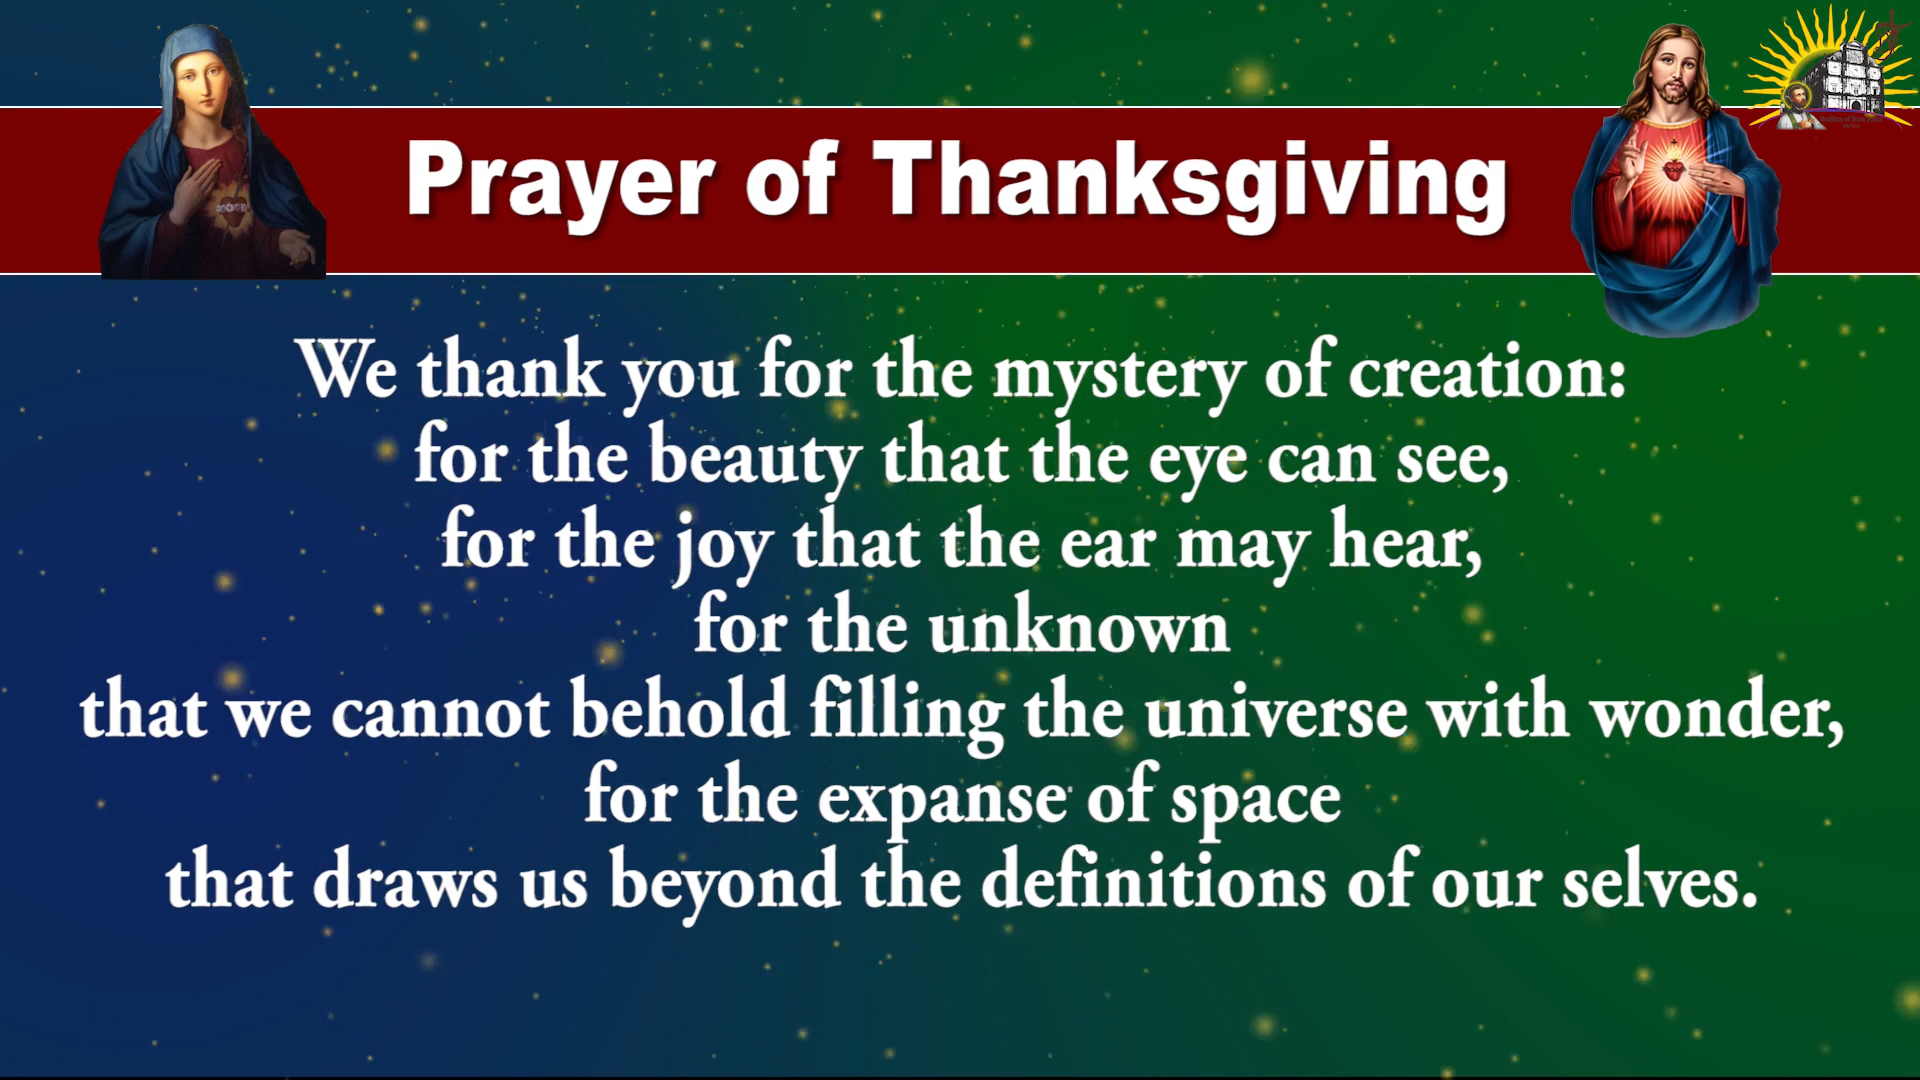 Prayer of Thanksgiving
We thank you for the mystery of creation:
for the beauty that the eye can see,
for the joy that the ear may hear,
for the unknown
that we cannot behold filling the universe with wonder,
for the expanse of space
that draws us beyond the definitions of our selves.